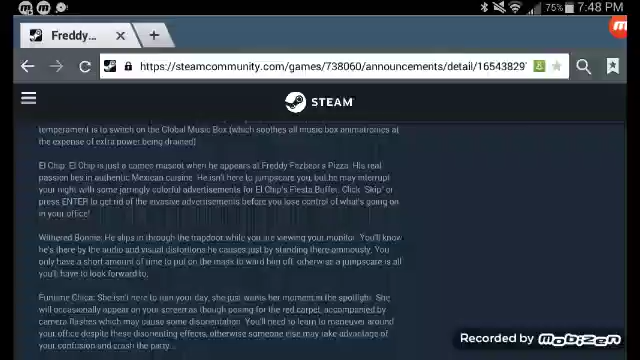 75% 7:48 PM
Freddy...
https://steamcommunity.com/games/738060/announcements/detail/16543829
STEAM
temperament is to switch on the Global Music Box (which soothes all music box animatronics at
the expense of extra power being drained)
El Chip: El Chip is just a cameo mascot when he appears at Freddy Fazbear's Pizza. His real
passion lies in authentic Mexican cuisine. He isn't here to jumpscare you, but he may interrupt
your night with some jarringly colorful advertisements for El Chip's Fiesta Buffet. Click 'Skip' or
press ENTER to get rid of the invasive advertisements before you lose control of what's going on
in your office!
Withered Bonnie: He slips in through the trapdoor while you are viewing your monitor. You'll know
he's there by the audio and visual distortions he causes just by standing there ominously. You
only have a short amount of time to put on the mask to ward him off, otherwise a jumpscare is all
you'll have to look forward to.
Funtime Chica: She isn't here to ruin your day, she just wants her moment in the spotlight. She
will occasionally appear on your screen as though posing for the red carpet, accompanied by
camera flashes which may cause some disorientation. You'll need to learn to maneuver around
your office despite these disorienting effects, otherwise someone else may take advantage of
your confusion and crash the party...
Recorded by MOBIZEN